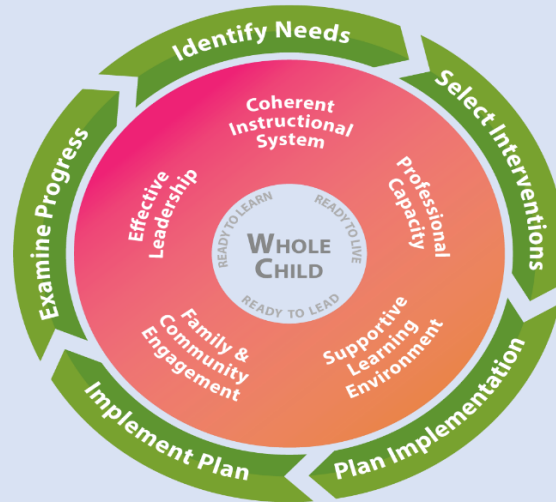 Identify Needs
Select Interventions
Plan Implementation
Implement Plan
Examine Progress
Coherent
Instructional
System
Professional
Capacity
Supportive
Learning
Environment
Family &
Community
Engagement
Effective
Leadership
READY TO LEARN
READY TO LIVE
READY TO LEAD
WHOLE
CHILD